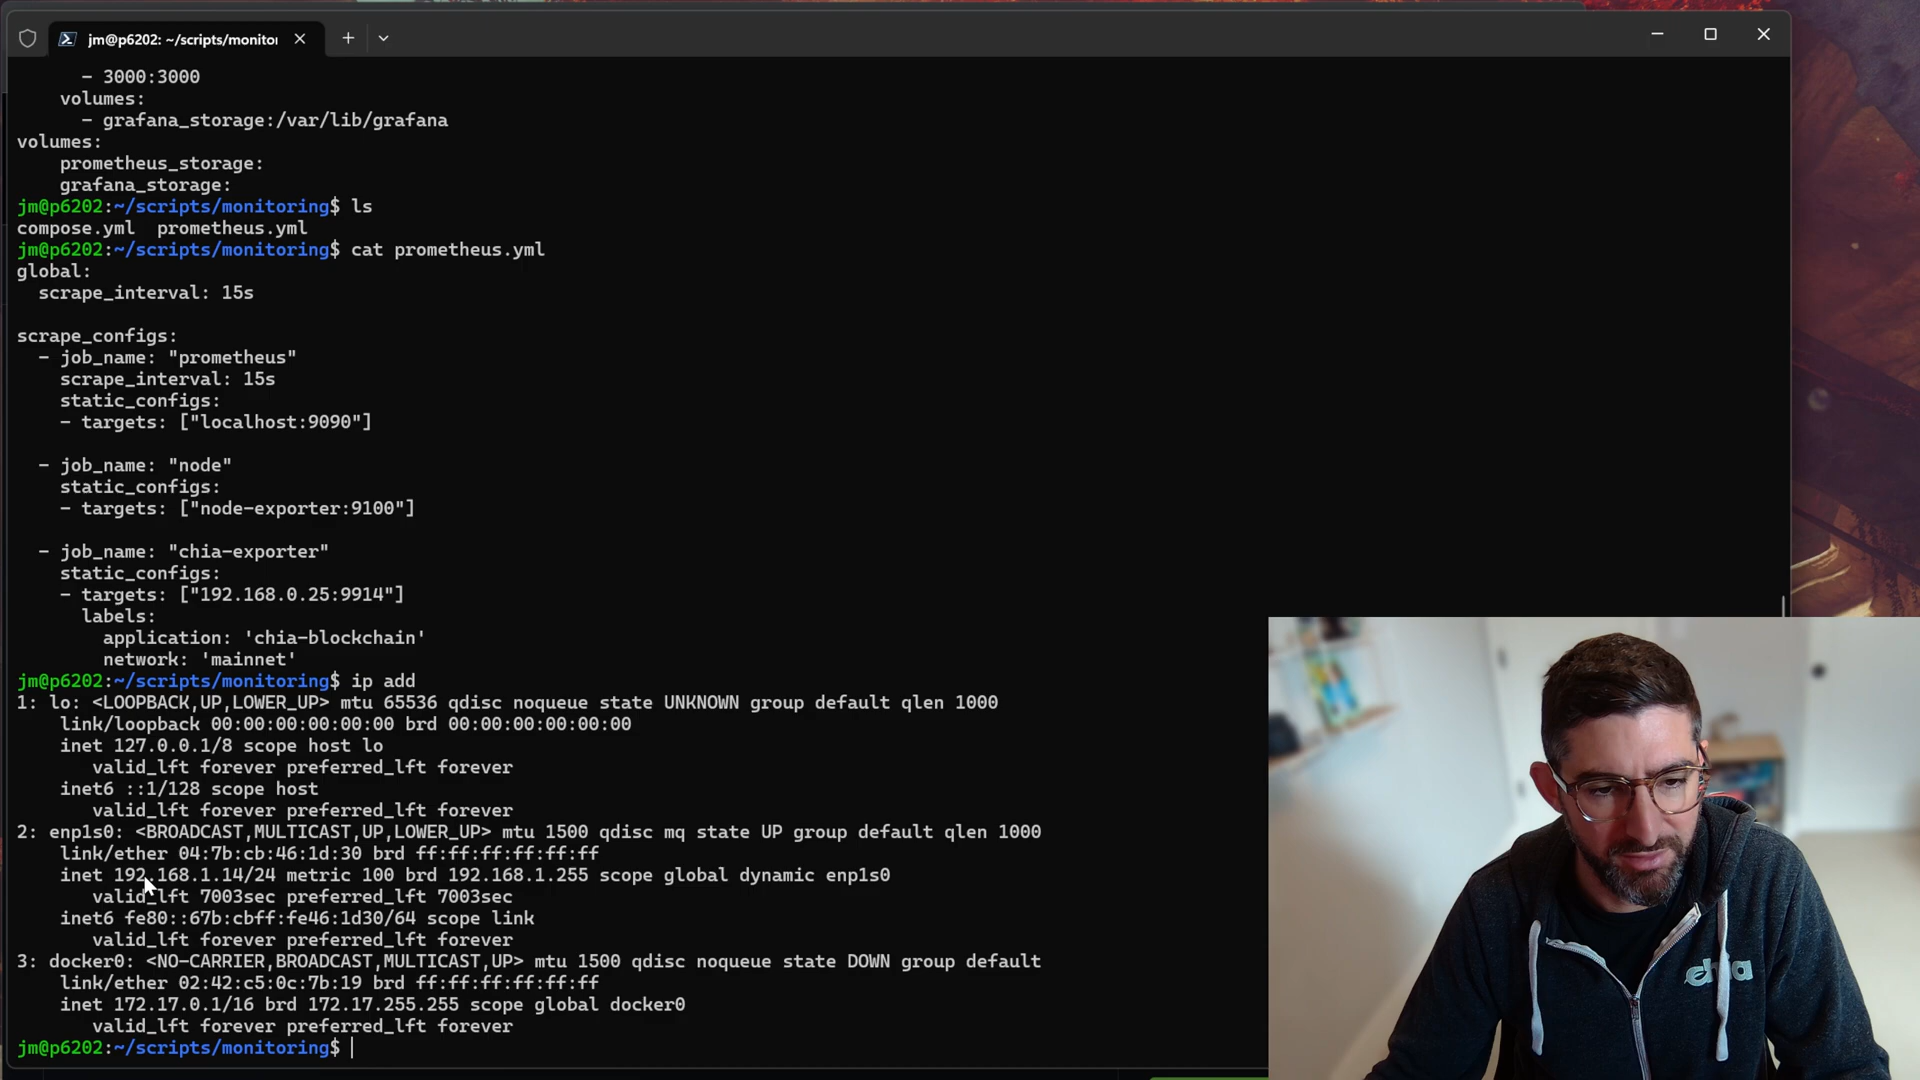 jm@p6202: ~/scripts/monitor
- 3000:3000
volumes:
- grafana_storage:/var/lib/grafana
volumes:
prometheus_storage:
grafana_storage:
jm@p6202:~/scripts/monitoring$ ls
compose.yml  prometheus.yml
jm@p6202:~/scripts/monitoring$ cat prometheus.yml
global:
scrape_interval: 15s
scrape_configs:
- job_name: "prometheus"
scrape_interval: 15s
static_configs:
- targets: ["localhost:9090"]
- job_name: "node"
static_configs:
- targets: ["node-exporter:9100"]
- job_name: "chia-exporter"
static_configs:
- targets: ["192.168.0.25:9914"]
labels:
application: 'chia-blockchain'
network: 'mainnet'
jm@p6202:~/scripts/monitoring$ ip add
1: lo: <LOOPBACK,UP,LOWER_UP> mtu 65536 qdisc noqueue state UNKNOWN group default qlen 1000
link/loopback 00:00:00:00:00:00 brd 00:00:00:00:00:00
inet 127.0.0.1/8 scope host lo
valid_lft forever preferred_lft forever
inet6 ::1/128 scope host
valid_lft forever preferred_lft forever
2: enp1s0: <BROADCAST,MULTICAST,UP,LOWER_UP> mtu 1500 qdisc mq state UP group default qlen 1000
link/ether 04:7b:cb:46:1d:30 brd ff:ff:ff:ff:ff:ff
inet 192.168.1.14/24 metric 100 brd 192.168.1.255 scope global dynamic enp1s0
valid_lft 7003sec preferred_lft 7003sec
inet6 fe80::67b:cbff:fe46:1d30/64 scope link
valid_lft forever preferred_lft forever
3: docker0: <NO-CARRIER,BROADCAST,MULTICAST,UP> mtu 1500 qdisc noqueue state DOWN group default
link/ether 02:42:c5:0c:7b:19 brd ff:ff:ff:ff:ff:ff
inet 172.17.0.1/16 brd 172.17.255.255 scope global docker0
valid_lft forever preferred_lft forever
jm@p6202:~/scripts/monitoring$
chia